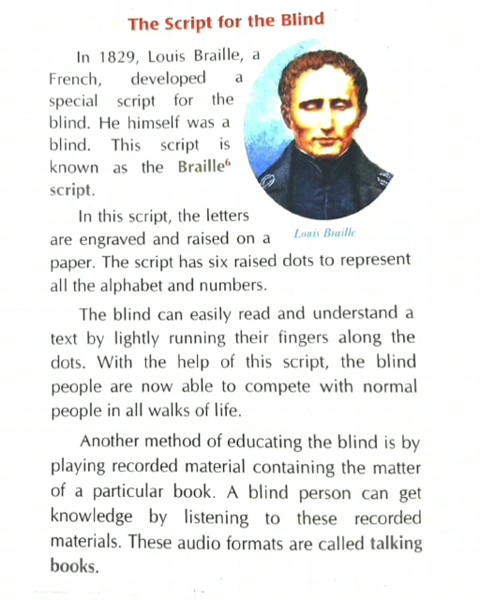 The Script for the Blind
In 1829, Louis Braille, a
French, developed a
special script for the
blind. He himself was a
blind. This script is
known as the Braille⁶
script.
In this script, the letters
are engraved and raised on a
Louis Braille
paper. The script has six raised dots to represent
all the alphabet and numbers.
The blind can easily read and understand a
text by lightly running their fingers along the
dots. With the help of this script, the blind
people are now able to compete with normal
people in all walks of life.
Another method of educating the blind is by
playing recorded material containing the matter
of a particular book. A blind person can get
knowledge by listening to these recorded
materials. These audio formats are called talking
books.